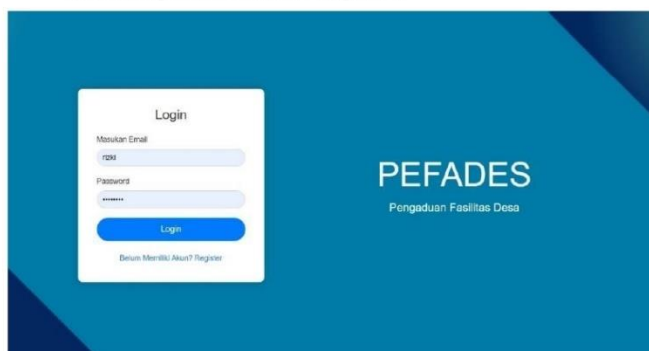 Login
Masukan Email
rizki
Password
••••••••
Login
Belum Memiliki Akun? Register
PEFADES
Pengaduan Fasilitas Desa